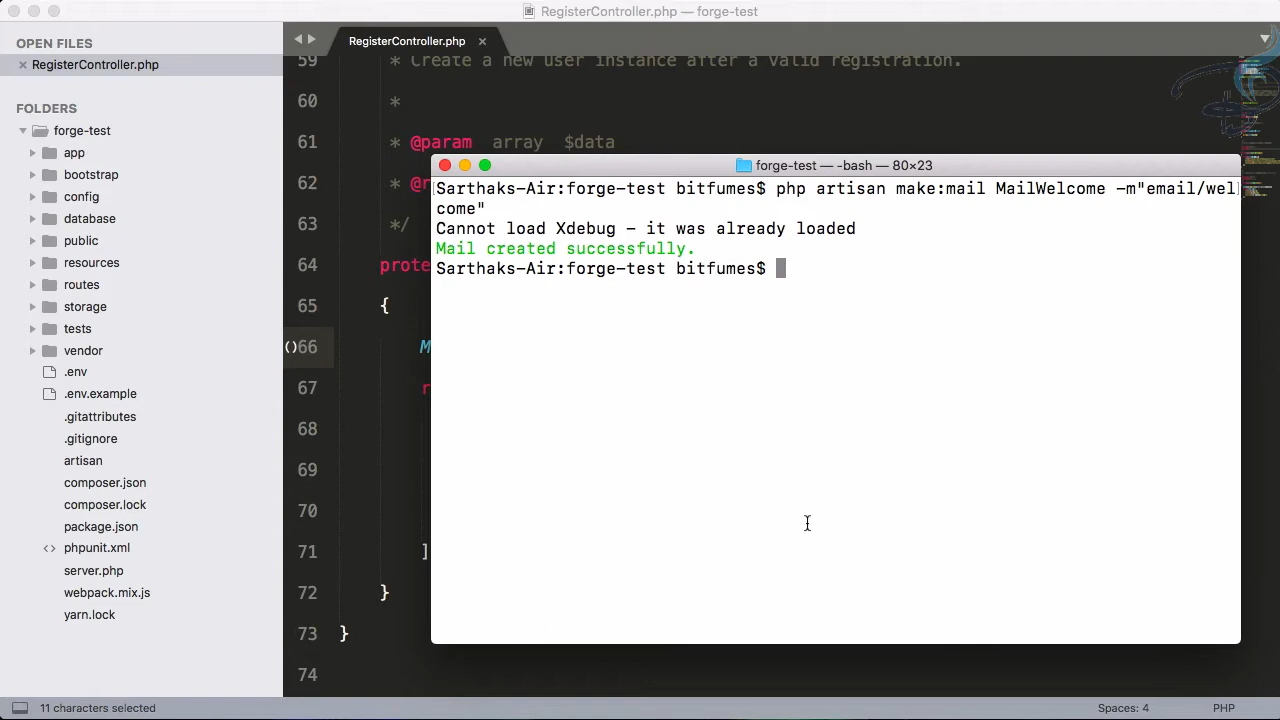 RegisterController.php — forge-test
OPEN FILES
RegisterController.php
FOLDERS
forge-test
app
bootstrap
config
database
public
resources
routes
storage
tests
vendor
.env
.env.example
.gitattributes
.gitignore
artisan
composer.json
composer.lock
package.json
phpunit.xml
server.php
webpack.mix.js
yarn.lock
RegisterController.php
59 * Create a new user instance after a valid registration.
60 *
61 * @param array $data
62 * @r
63 */
64 prote
65 {
66 M
67 r
68
69
70
71 ]
72 }
73 }
74
forge-test — -bash — 80×23
Sarthaks-Air:forge-test bitfumes$ php artisan make:mail MailWelcome -m"email/wel
come"
Cannot load Xdebug - it was already loaded
Mail created successfully.
Sarthaks-Air:forge-test bitfumes$
11 characters selected
Spaces: 4
PHP